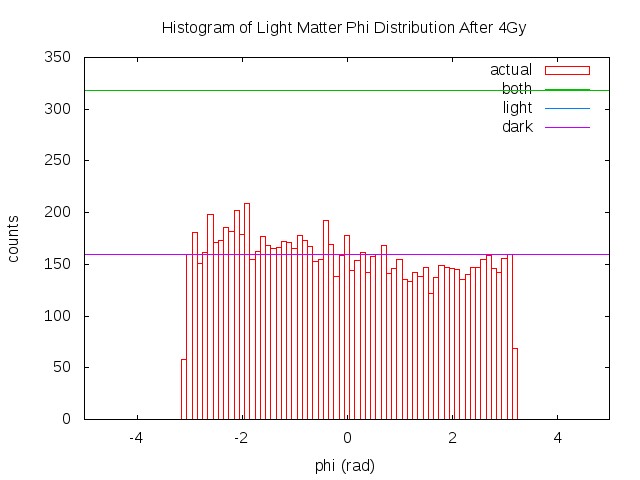 Histogram of Light Matter Phi Distribution After 4Gy
350
300
250
200
150
100
50
0
counts
actual
both
light
dark
-4
-2
0
2
4
phi (rad)